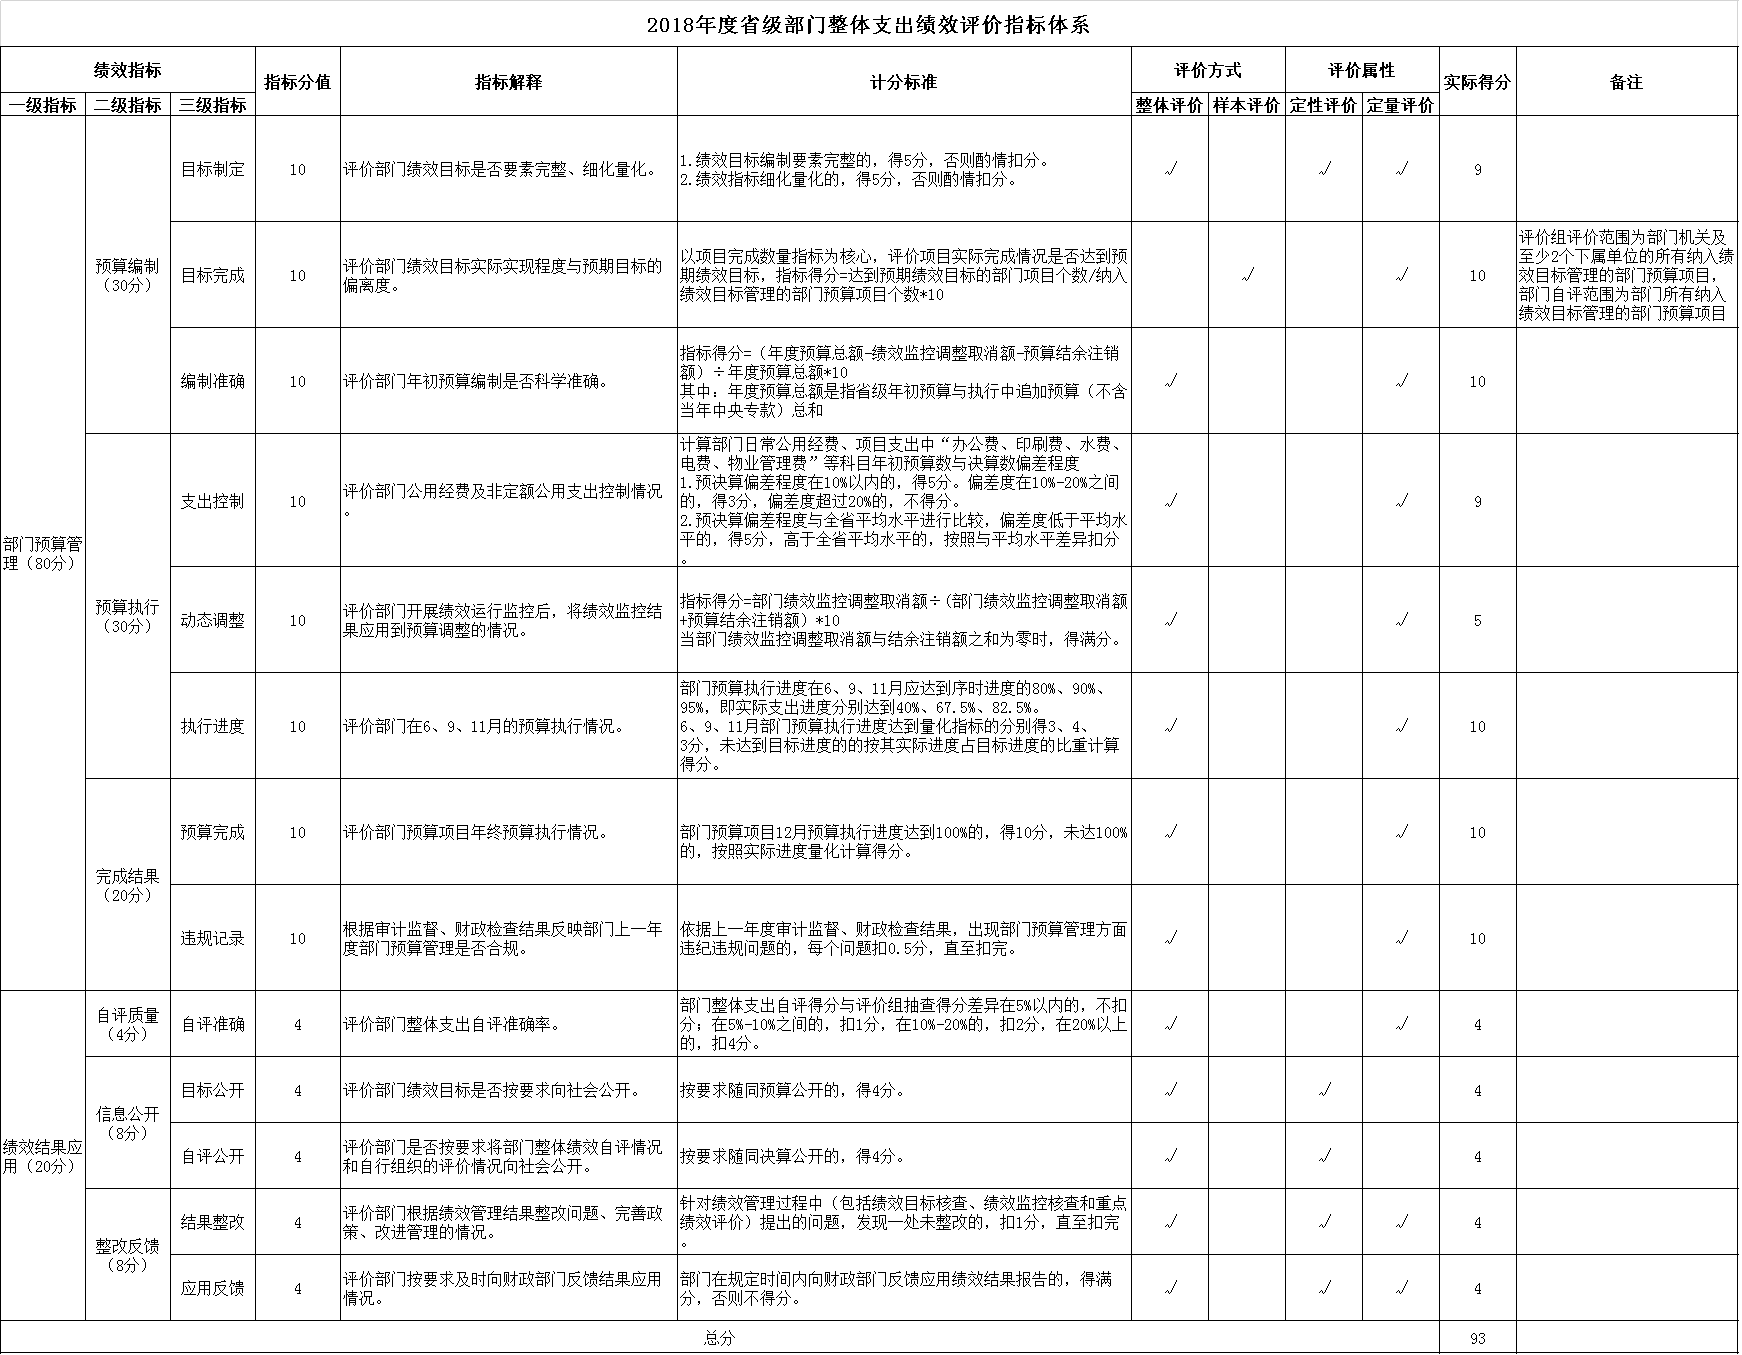 2018年度省级部门整体支出绩效评价指标体系
绩效指标
指标分值
指标解释
计分标准
评价方式
评价属性
实际得分
备注
一级指标
二级指标
三级指标
整体评价
样本评价
定性评价
定量评价
部门预算管
理（80分）
预算编制
（30分）
目标制定
10
评价部门绩效目标是否要素完整、细化量化。
1.绩效目标编制要素完整的，得5分，否则酌情扣分。
2.绩效指标细化量化的，得5分，否则酌情扣分。
√
√
√
9
目标完成
10
评价部门绩效目标实际实现程度与预期目标的
偏离度。
以项目完成数量指标为核心，评价项目实际完成情况是否达到预
期绩效目标，指标得分=达到预期绩效目标的部门项目个数/纳入
绩效目标管理的部门预算项目个数*10
√
√
10
评价组评价范围为部门机关及
至少2个下属单位的所有纳入绩
效目标管理的部门预算项目，
部门自评范围为部门所有纳入
绩效目标管理的部门预算项目
编制准确
10
评价部门年初预算编制是否科学准确。
指标得分=（年度预算总额-绩效监控调整取消额-预算结余注销
额）÷年度预算总额*10
其中：年度预算总额是指省级年初预算与执行中追加预算（不含
当年中央专款）总和
√
√
10
预算执行
（30分）
支出控制
10
评价部门公用经费及非定额公用支出控制情况
。
计算部门日常公用经费、项目支出中“办公费、印刷费、水费、
电费、物业管理费”等科目年初预算数与决算数偏差程度
1.预决算偏差程度在10%以内的，得5分。偏差度在10%-20%之间
的，得3分，偏差度超过20%的，不得分。
2.预决算偏差程度与全省平均水平进行比较，偏差度低于平均水
平的，得5分，高于全省平均水平的，按照与平均水平差异扣分
。
√
√
9
动态调整
10
评价部门开展绩效运行监控后，将绩效监控结
果应用到预算调整的情况。
指标得分=部门绩效监控调整取消额÷(部门绩效监控调整取消额
+预算结余注销额）*10
当部门绩效监控调整取消额与结余注销额之和为零时，得满分。
√
√
5
执行进度
10
评价部门在6、9、11月的预算执行情况。
部门预算执行进度在6、9、11月应达到序时进度的80%、90%、
95%，即实际支出进度分别达到40%、67.5%、82.5%。
6、9、11月部门预算执行进度达到量化指标的分别得3、4、
3分，未达到目标进度的的按其实际进度占目标进度的比重计算
得分。
√
√
10
完成结果
（20分）
预算完成
10
评价部门预算项目年终预算执行情况。
部门预算项目12月预算执行进度达到100%的，得10分，未达100%
的，按照实际进度量化计算得分。
√
√
10
违规记录
10
根据审计监督、财政检查结果反映部门上一年
度部门预算管理是否合规。
依据上一年度审计监督、财政检查结果，出现部门预算管理方面
违纪违规问题的，每个问题扣0.5分，直至扣完。
√
√
10
绩效结果应
用（20分）
自评质量
（4分）
自评准确
4
评价部门整体支出自评准确率。
部门整体支出自评得分与评价组抽查得分差异在5%以内的，不扣
分；在5%-10%之间的，扣1分，在10%-20%的，扣2分，在20%以上
的，扣4分。
√
√
4
信息公开
（8分）
目标公开
4
评价部门绩效目标是否按要求向社会公开。
按要求随同预算公开的，得4分。
√
√
4
自评公开
4
评价部门是否按要求将部门整体绩效自评情况
和自行组织的评价情况向社会公开。
按要求随同决算公开的，得4分。
√
√
4
整改反馈
（8分）
结果整改
4
评价部门根据绩效管理结果整改问题、完善政
策、改进管理的情况。
针对绩效管理过程中（包括绩效目标核查、绩效监控核查和重点
绩效评价）提出的问题，发现一处未整改的，扣1分，直至扣完
。
√
√
√
4
应用反馈
4
评价部门按要求及时向财政部门反馈结果应用
情况。
部门在规定时间内向财政部门反馈应用绩效结果报告的，得满
分，否则不得分。
√
√
√
4
总分
93